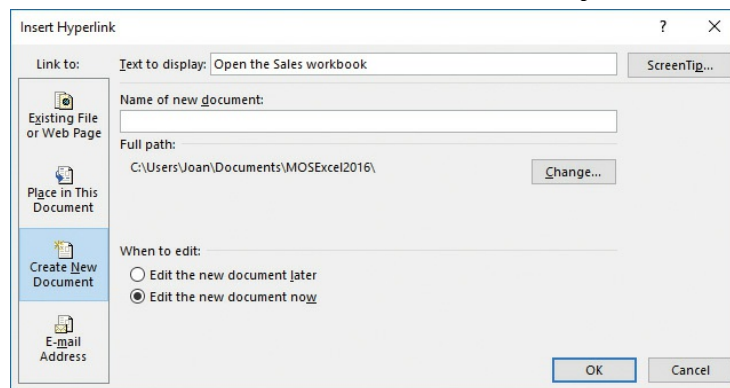 Insert Hyperlink ? ×
Link to:
Text to display: Open the Sales workbook
ScreenTip...
Existing File
or Web Page
Place in This
Document
Create New
Document
E-mail
Address
Name of new document:
Full path:
C:\Users\Joan\Documents\MOSExcel2016\
Change...
When to edit:
Edit the new document later
Edit the new document now
OK
Cancel